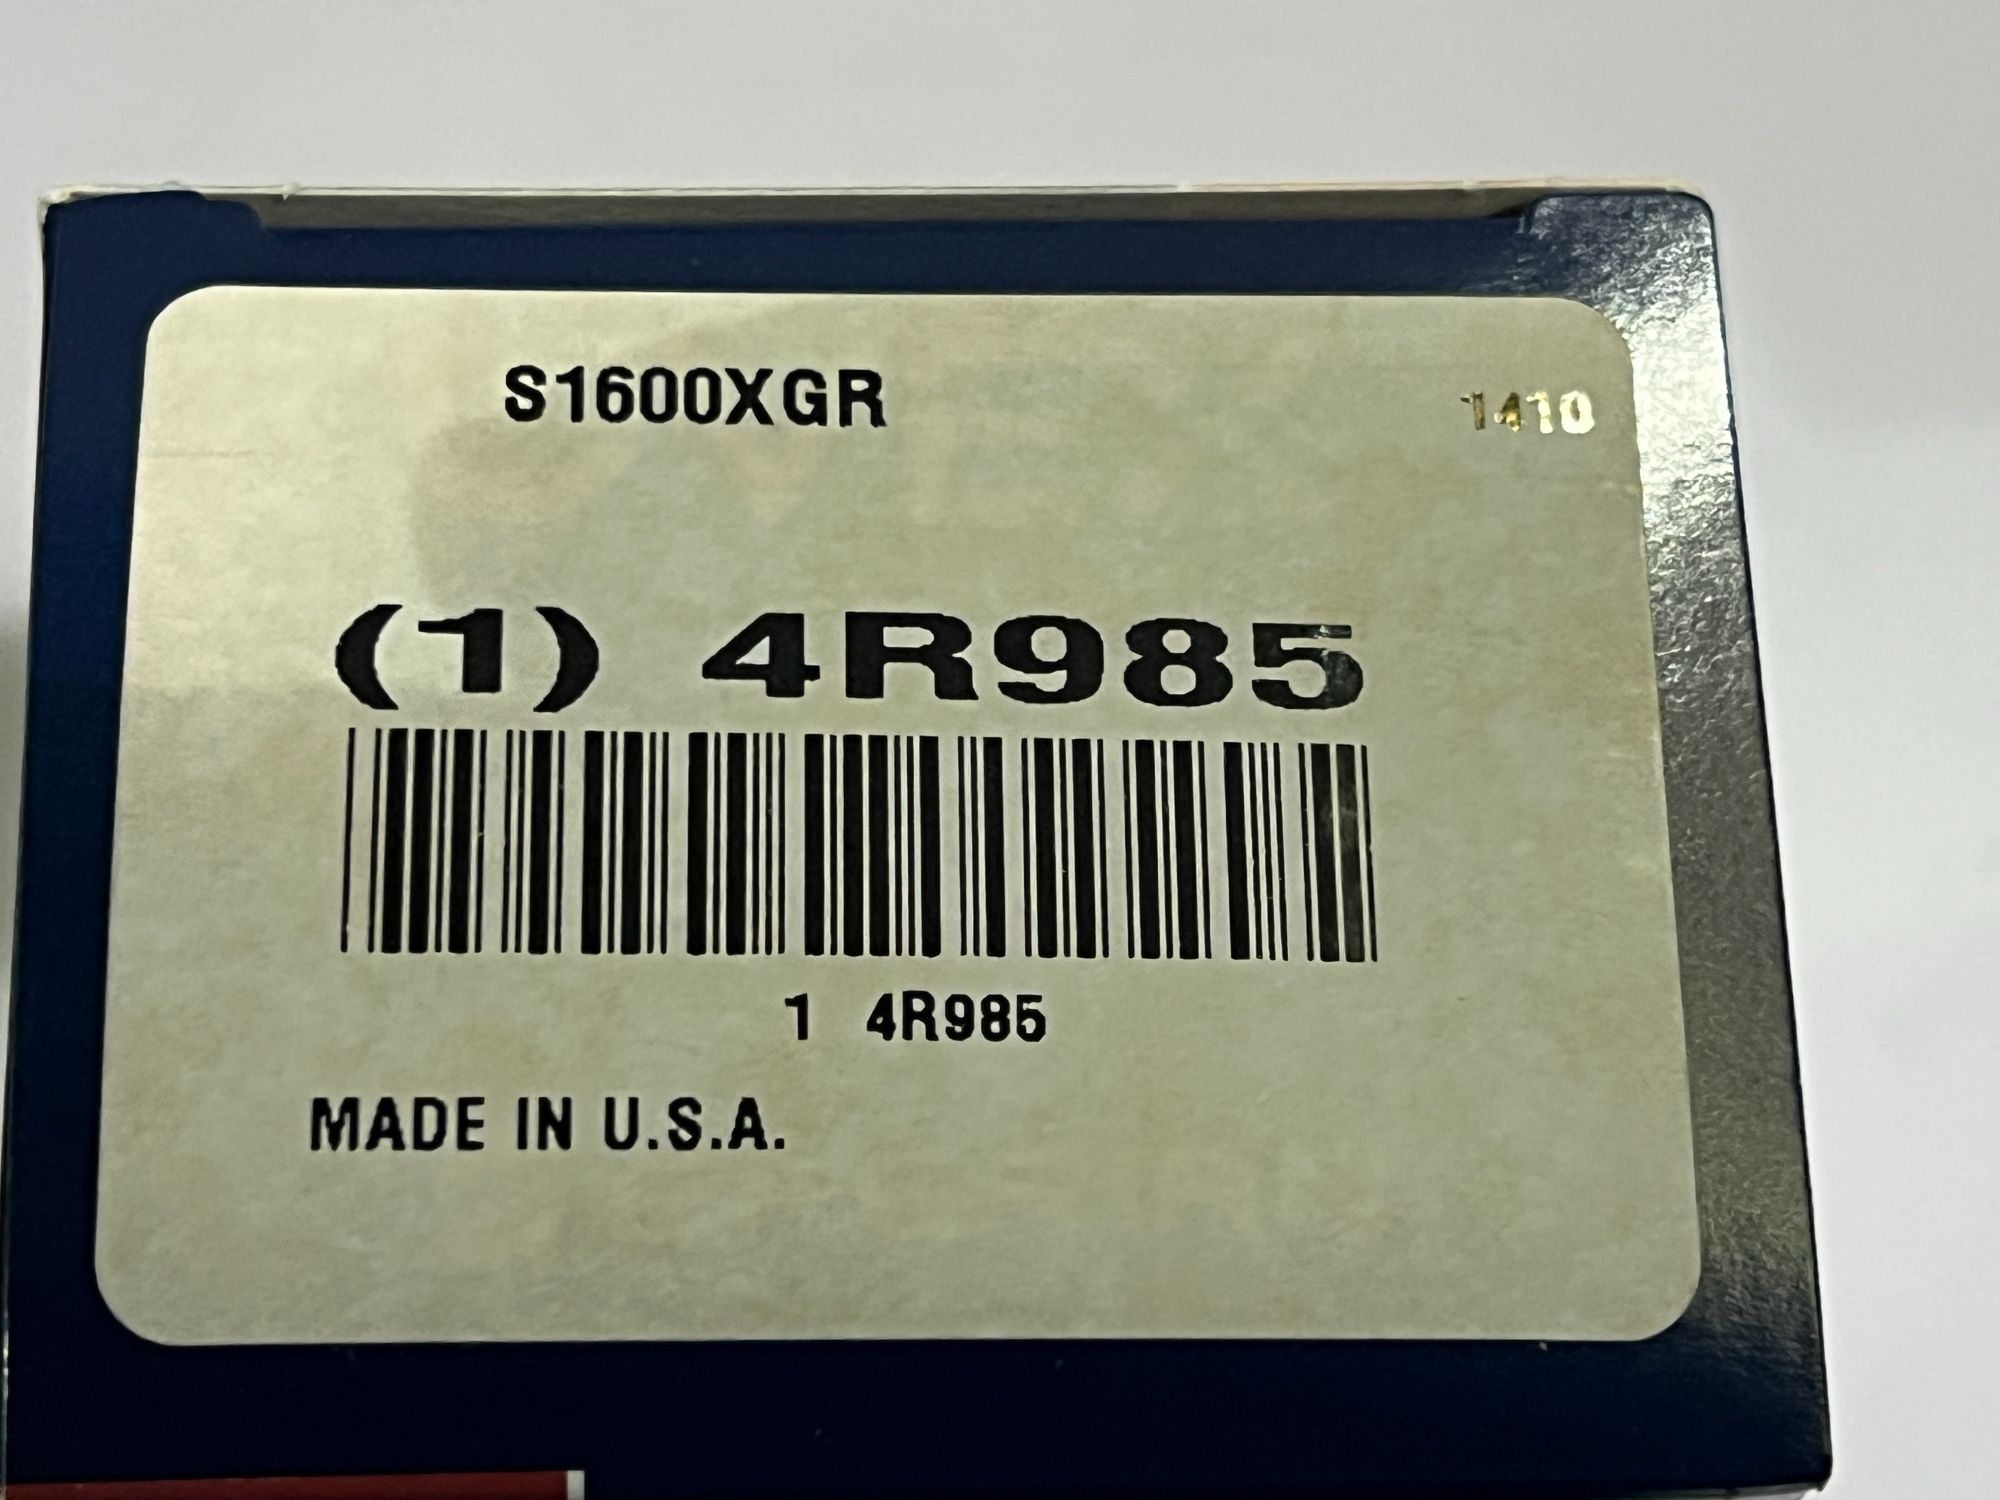 S1600XGR
1410
(1) 4R985
1 4R985
MADE IN U.S.A.